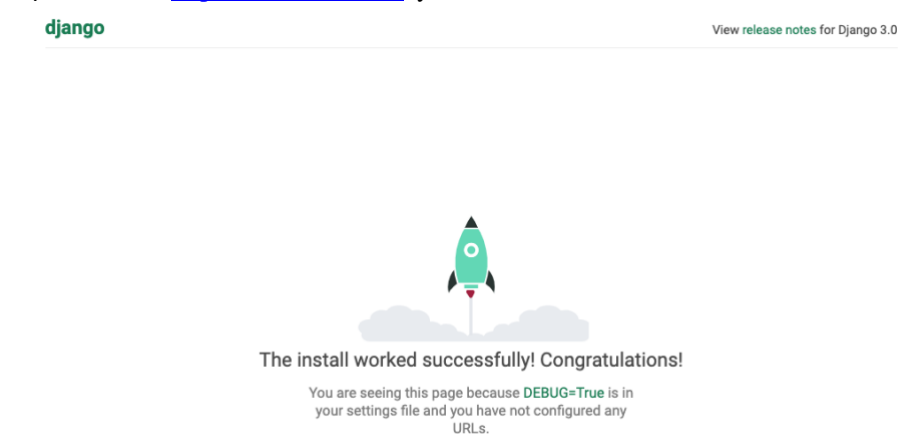 django
View release notes for Django 3.0
The install worked successfully! Congratulations!
You are seeing this page because DEBUG=True is in
your settings file and you have not configured any
URLs.